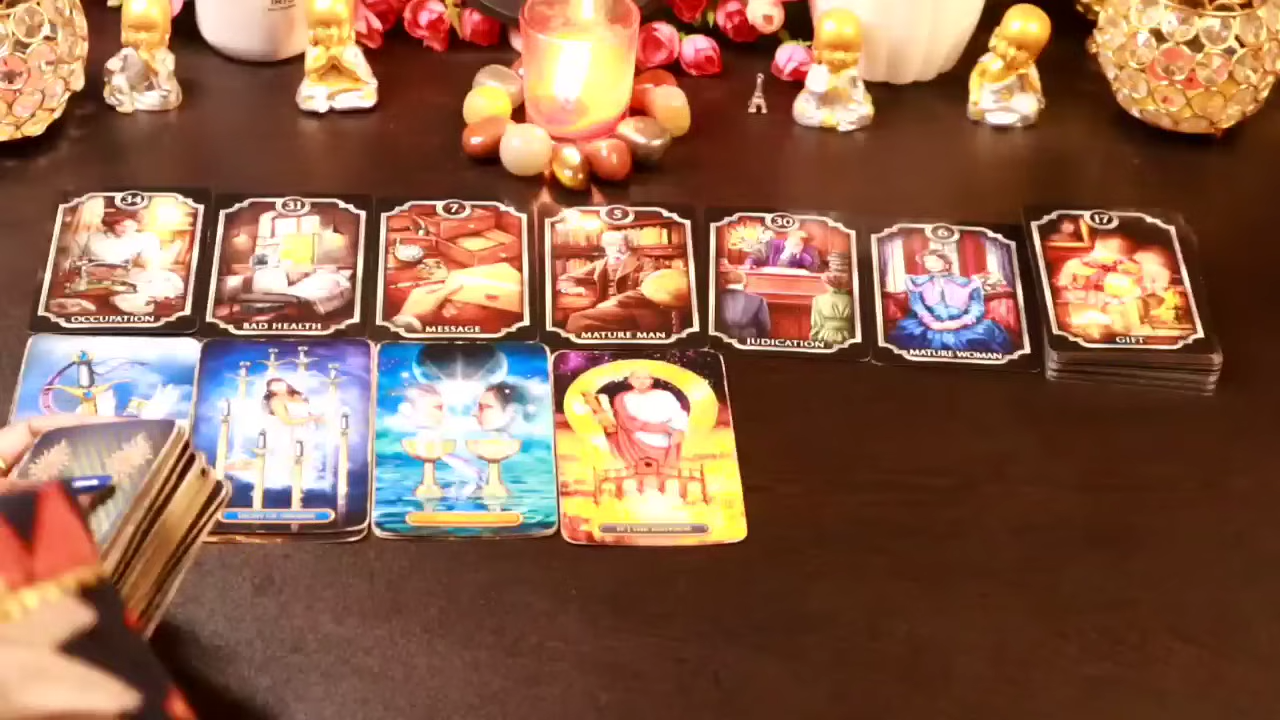 34
31
7
5
30
6
17
OCCUPATION
BAD HEALTH
MESSAGE
MATURE MAN
JUDICATION
MATURE WOMAN
GIFT